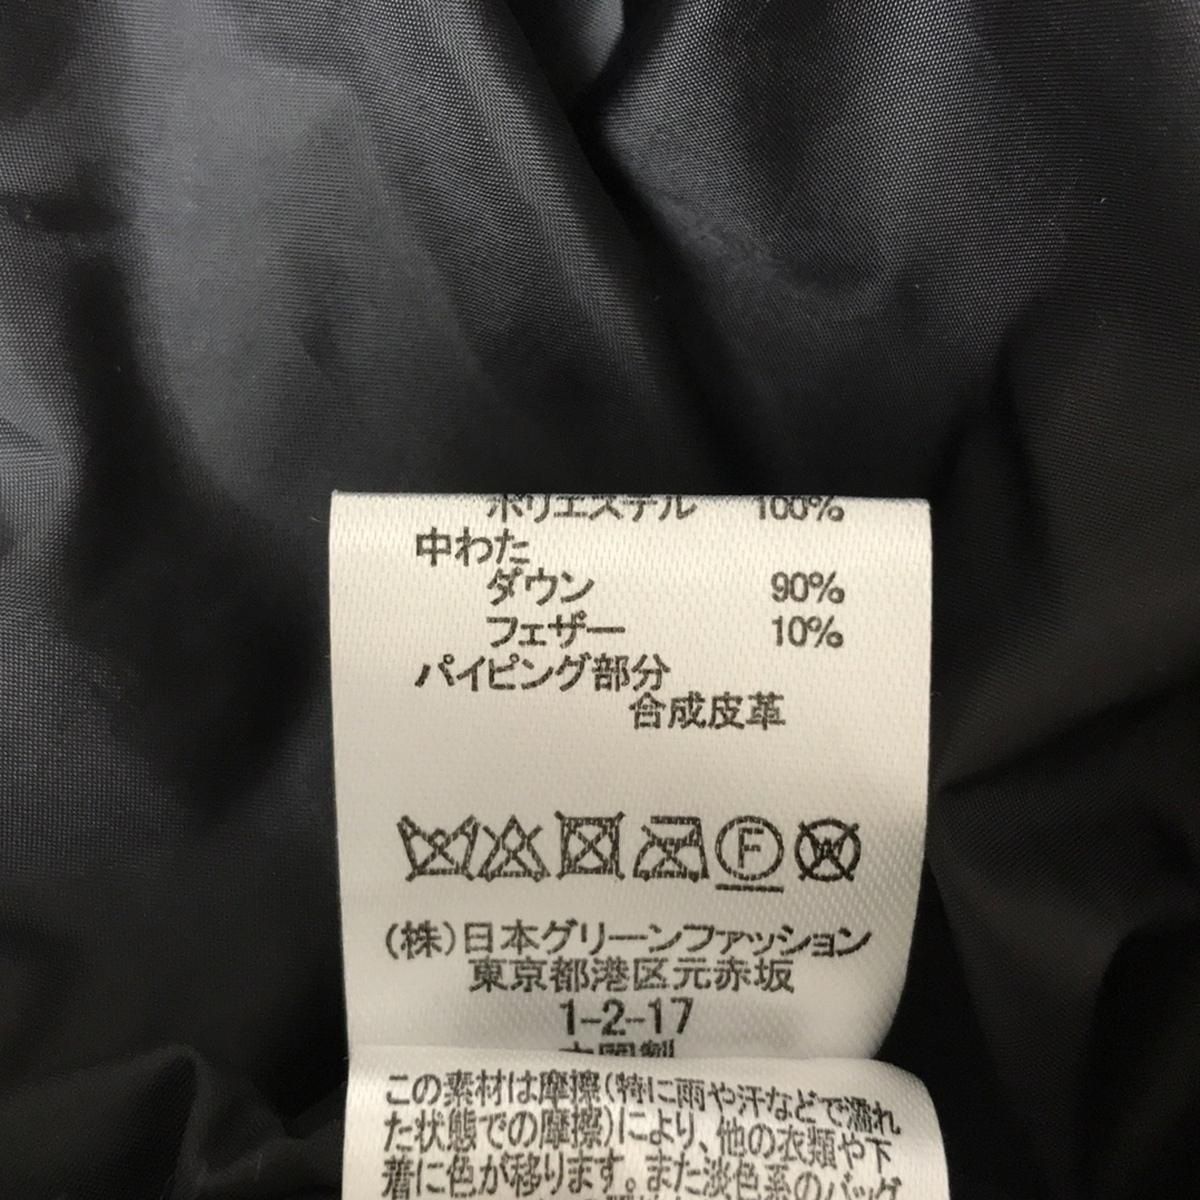 ポリエステル 100%
中わた
ダウン 90%
フェザー 10%
パイピング部分
合成皮革
F
W
(株)日本グリーンファッション
東京都港区元赤坂
1-2-17
この素材は摩擦(特に雨や汗などで濡れ
た状態での摩擦)により、他の衣類や下
着に色が移ります。また淡色系のバッグ